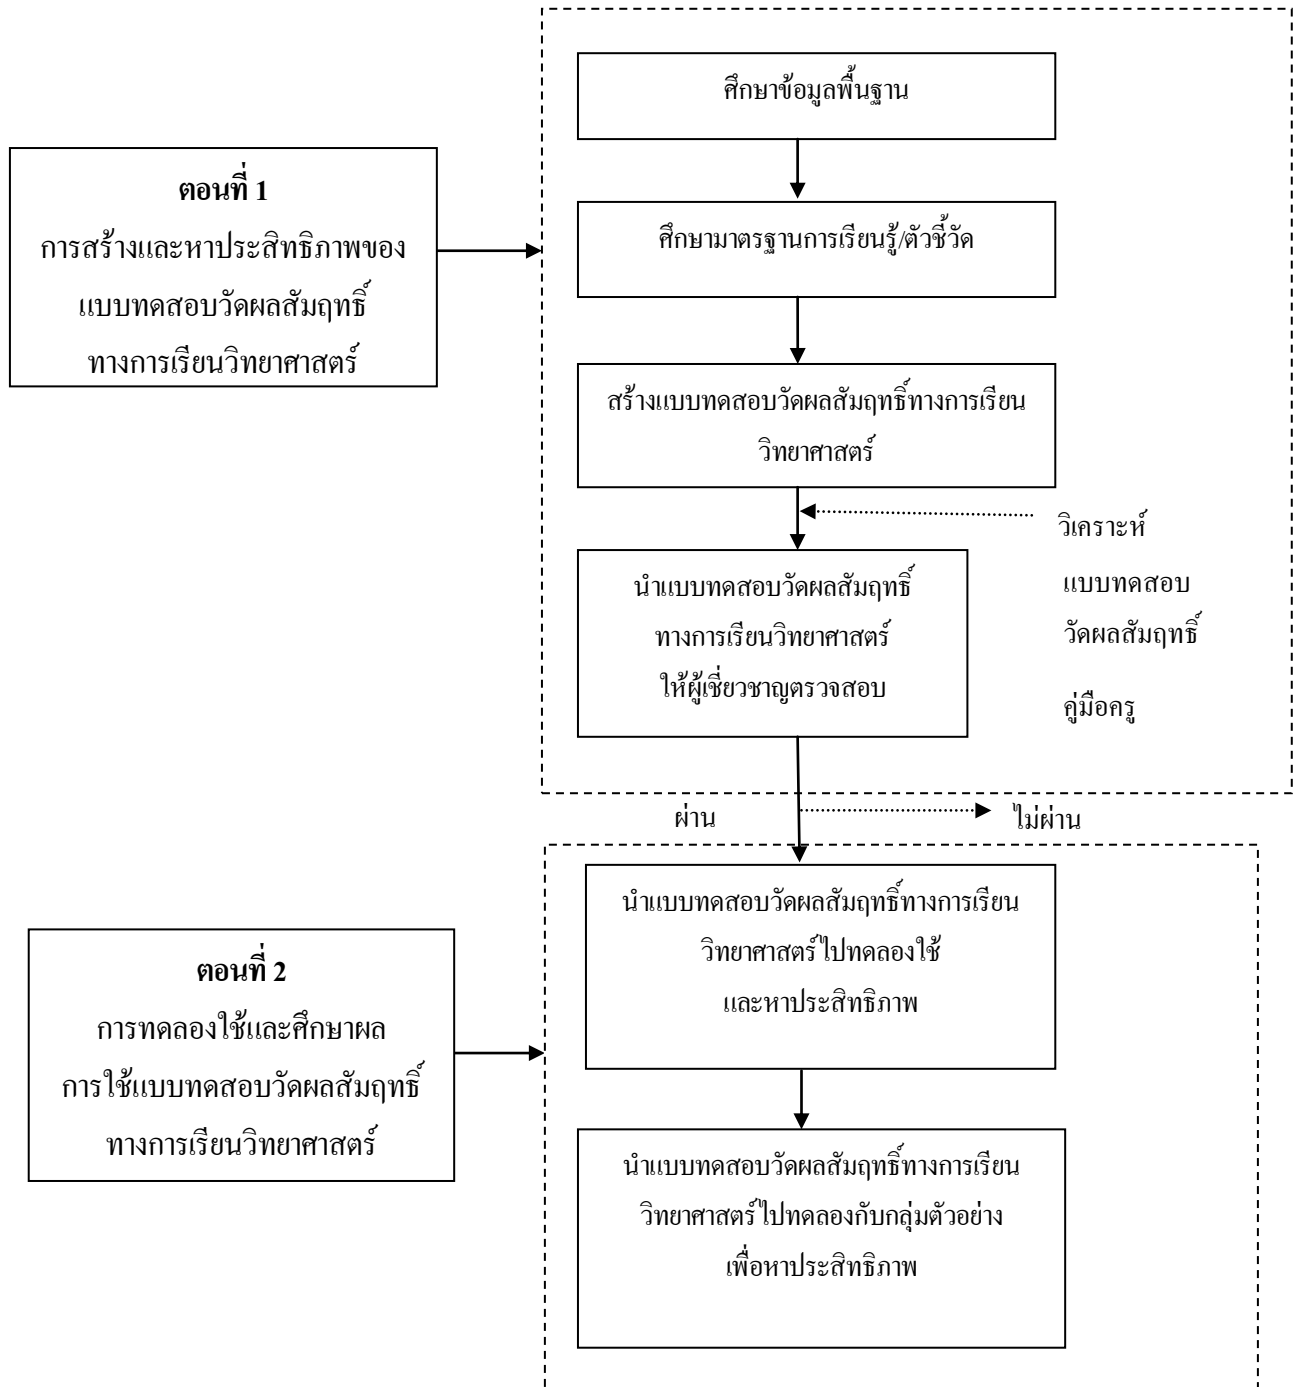 ศึกษาข้อมูลพื้นฐาน
ตอนที่ 1
การสร้างและหาประสิทธิภาพของ
แบบทดสอบวัดผลสัมฤทธิ์
ทางการเรียนวิทยาศาสตร์
ศึกษามาตรฐานการเรียนรู้/ตัวชี้วัด
สร้างแบบทดสอบวัดผลสัมฤทธิ์ทางการเรียน
วิทยาศาสตร์
นำแบบทดสอบวัดผลสัมฤทธิ์
ทางการเรียนวิทยาศาสตร์
ให้ผู้เชี่ยวชาญตรวจสอบ
วิเคราะห์
แบบทดสอบ
วัดผลสัมฤทธิ์
คู่มือครู
ผ่าน
ไม่ผ่าน
ตอนที่ 2
การทดลองใช้และศึกษาผล
การใช้แบบทดสอบวัดผลสัมฤทธิ์
ทางการเรียนวิทยาศาสตร์
นำแบบทดสอบวัดผลสัมฤทธิ์ทางการเรียน
วิทยาศาสตร์ไปทดลองใช้
และหาประสิทธิภาพ
นำแบบทดสอบวัดผลสัมฤทธิ์ทางการเรียน
วิทยาศาสตร์ไปทดลองกับกลุ่มตัวอย่าง
เพื่อหาประสิทธิภาพ